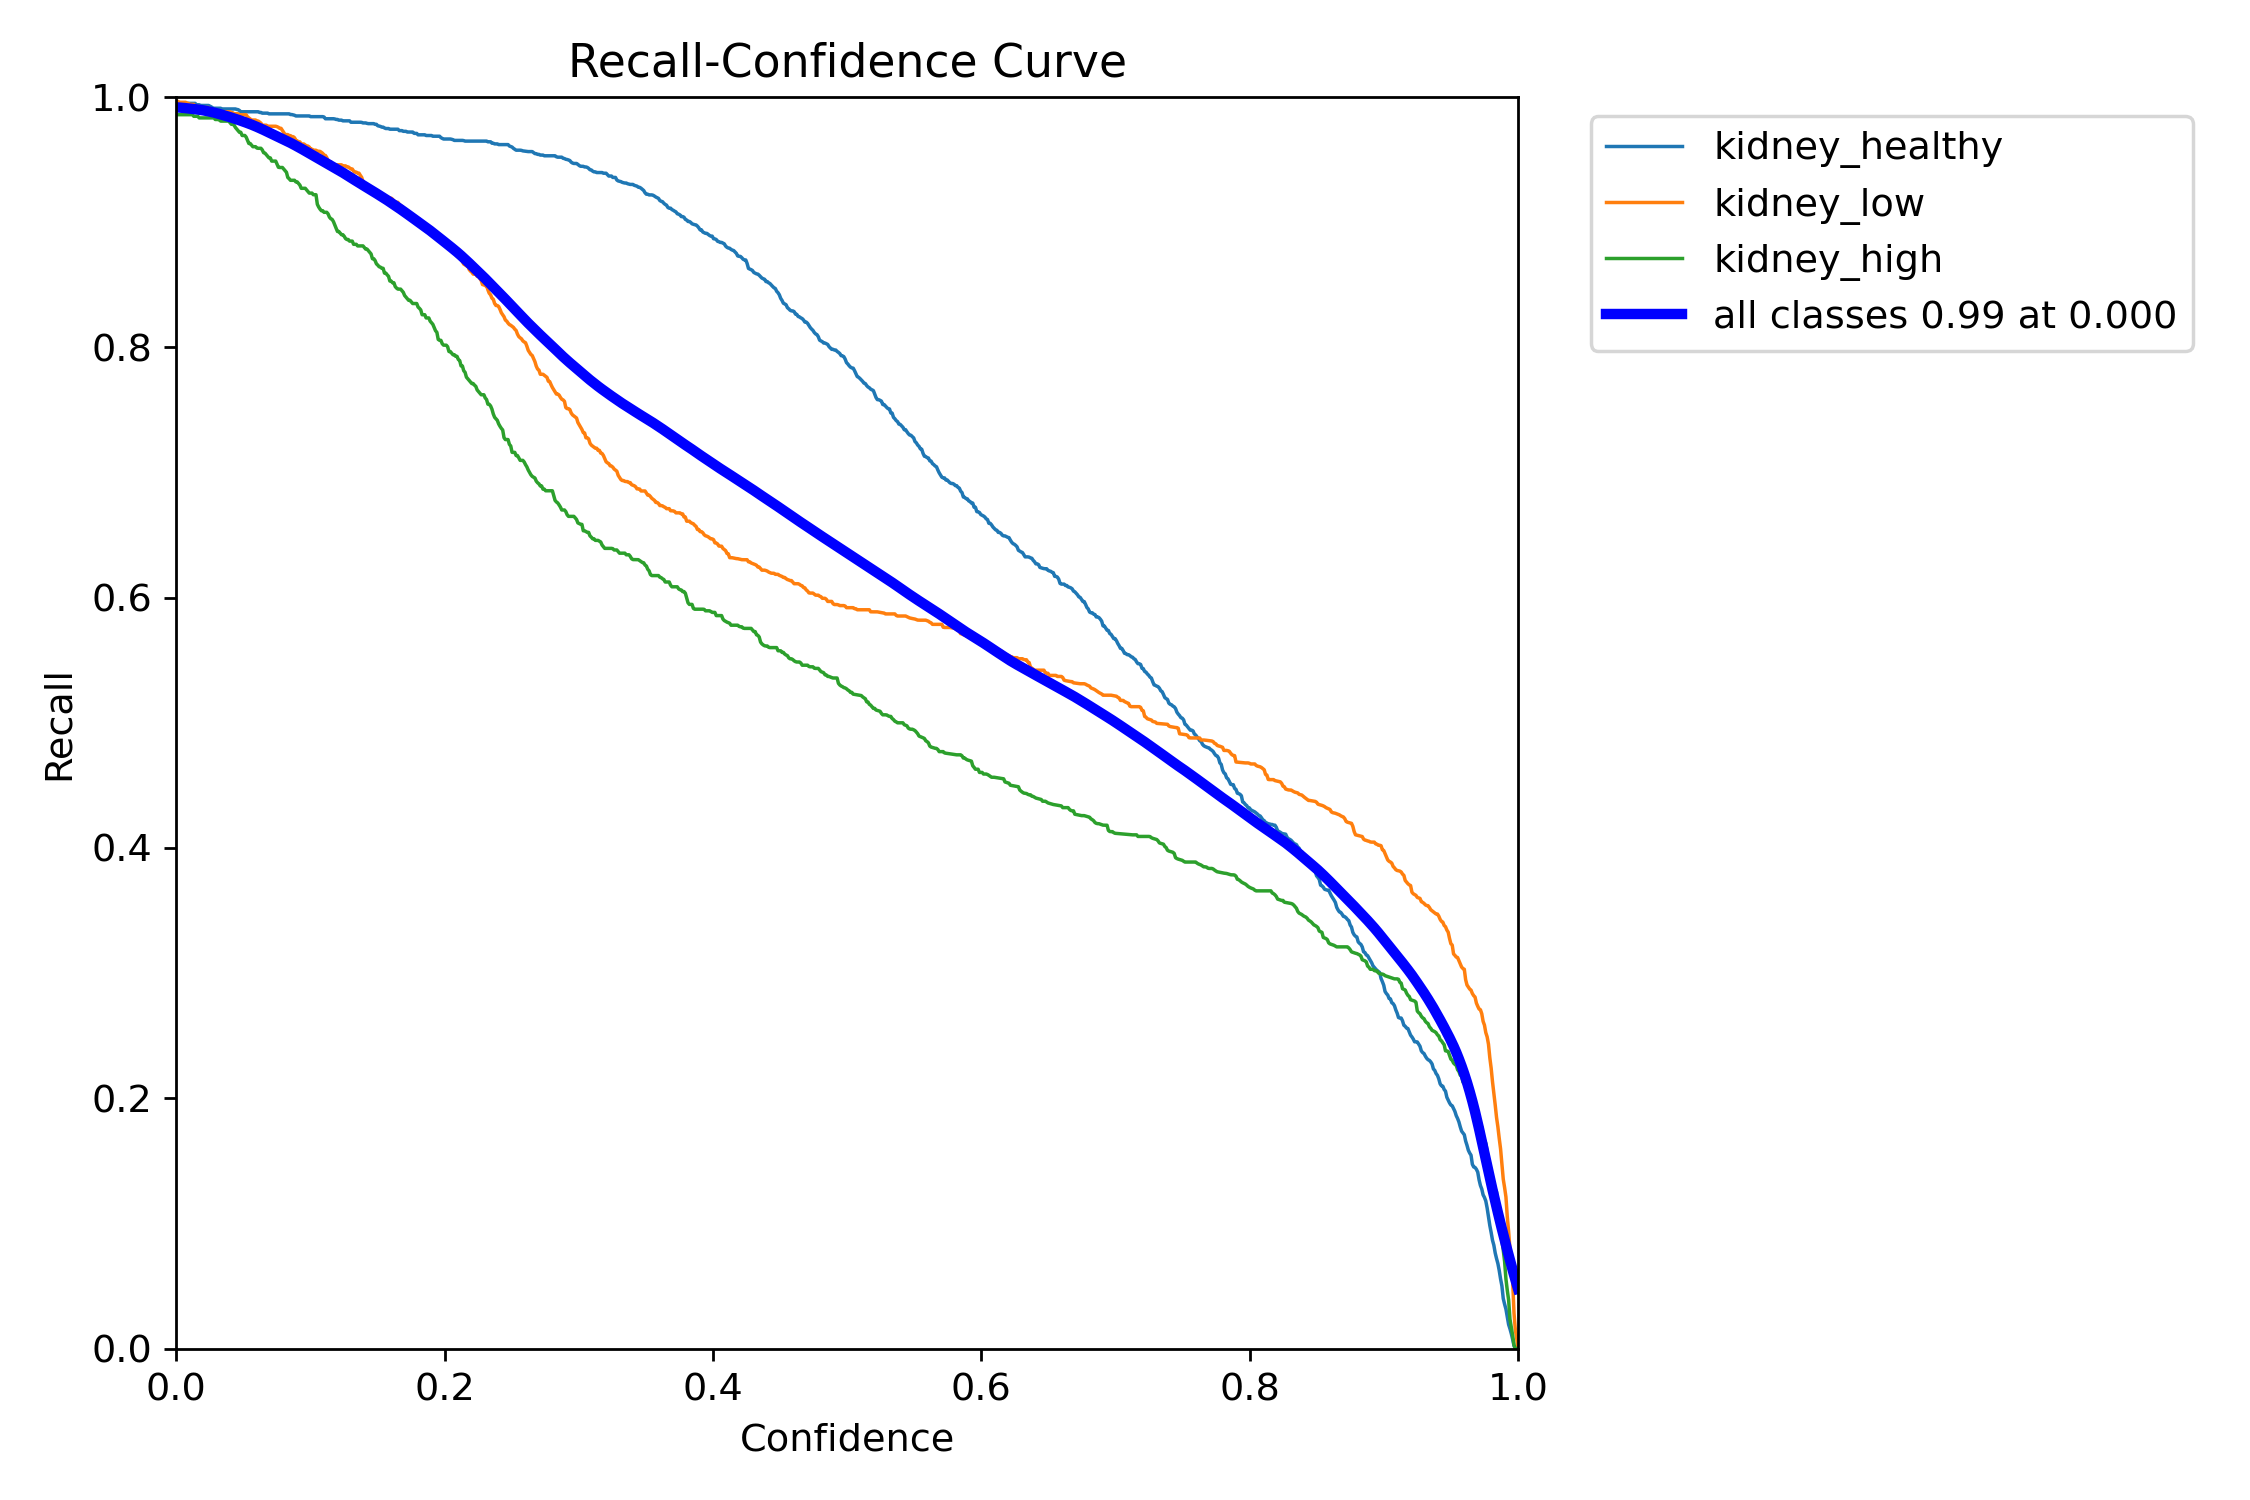 Recall-Confidence Curve
kidney_healthy
kidney_low
kidney_high
all classes 0.99 at 0.000
1.0
0.8
0.6
0.4
0.2
0.0
Recall
0.0 0.2 0.4 0.6 0.8 1.0
Confidence